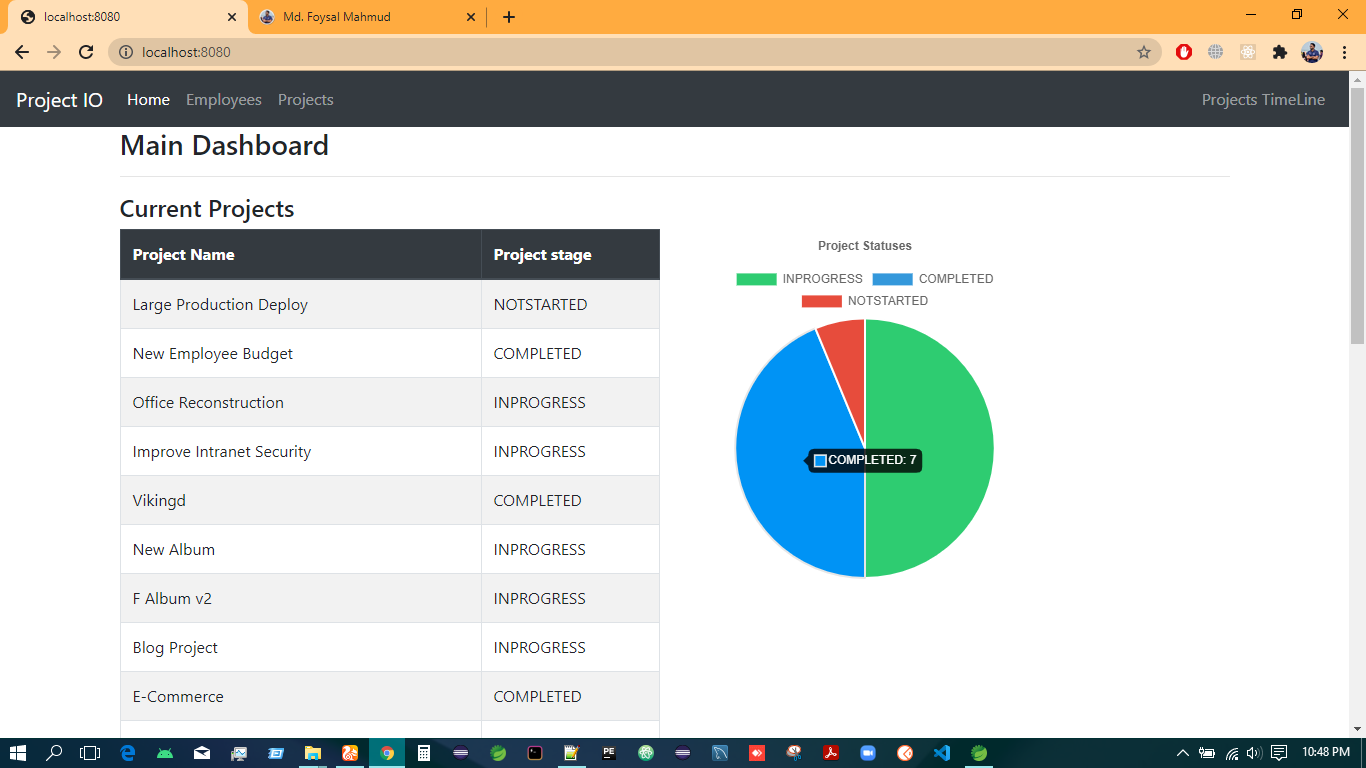 localhost:8080
Md. Foysal Mahmud
localhost:8080
Project IO Home Employees Projects Projects TimeLine
Main Dashboard
Current Projects
Project Name Project stage
Large Production Deploy NOTSTARTED
New Employee Budget COMPLETED
Office Reconstruction INPROGRESS
Improve Intranet Security INPROGRESS
Vikingd COMPLETED
New Album INPROGRESS
F Album v2 INPROGRESS
Blog Project INPROGRESS
E-Commerce COMPLETED
Project Statuses
INPROGRESS COMPLETED
NOTSTARTED
COMPLETED: 7
PE
10:48 PM